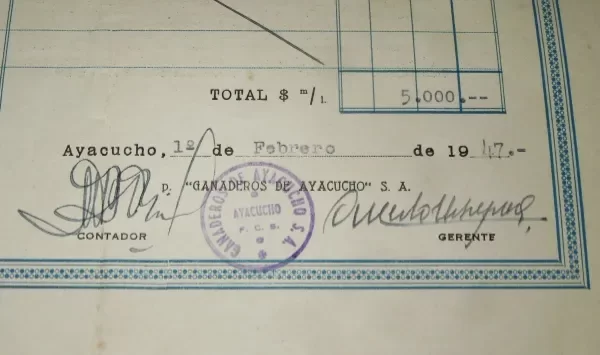 TOTAL $ m/l. 5.000.--
Ayacucho, 1º de Febrero de 1947.-
p. "GANADEROS DE AYACUCHO" S. A.
GANADEROS DE AYACUCHO S.A.
AYACUCHO
F. C. S.
CONTADOR GERENTE